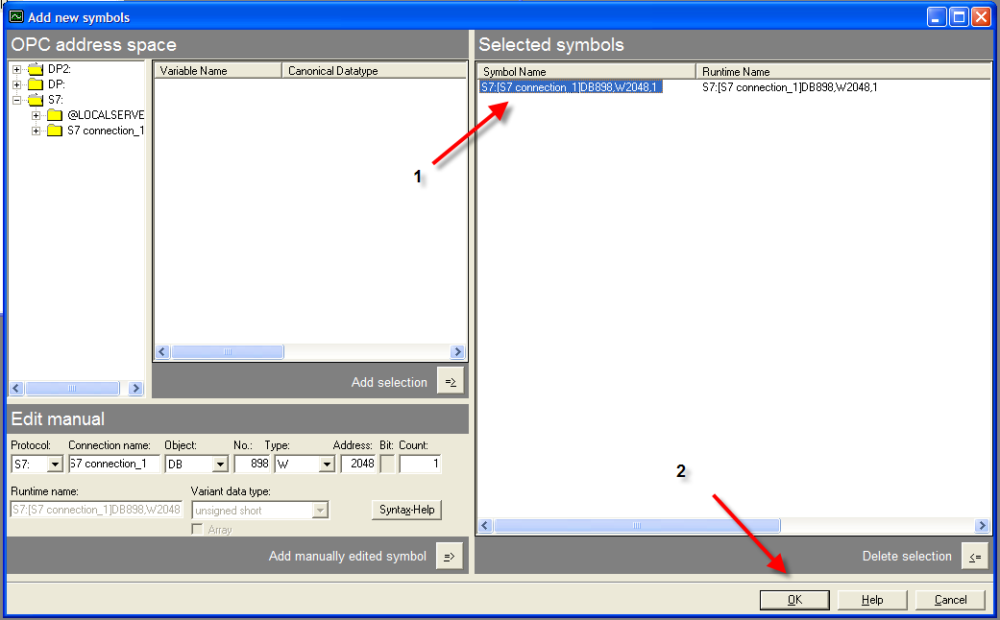 Add new symbols
OPC address space
DP2:
DP:
S7:
@LOCALSERVE
S7 connection_1
Variable Name
Canonical Datatype
Add selection
=>
Selected symbols
Symbol Name
Runtime Name
S7:[S7 connection_1]DB898,W2048,1
S7:[S7 connection_1]DB898,W2048,1
1
Edit manual
Protocol:
Connection name:
Object:
No.:
Type:
Address:
Bit:
Count:
S7:
S7 connection_1
DB
898
W
2048
1
Runtime name:
Variant data type:
S7:[S7 connection_1]DB898,W2048
unsigned short
Syntax-Help
Array
Add manually edited symbol
=>
2
Delete selection
<=
OK
Help
Cancel